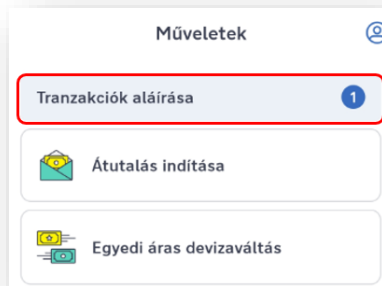 Műveletek
Tranzakciók aláírása 1
Átutalás indítása
Egyedi áras devizaváltás